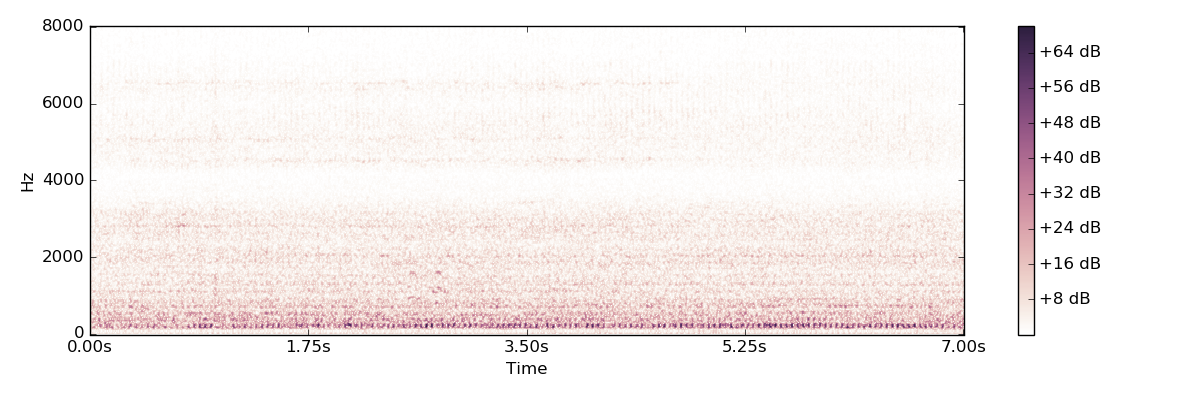 8000
6000
4000
2000
0
Hz
0.00s 1.75s 3.50s 5.25s 7.00s
Time
+64 dB
+56 dB
+48 dB
+40 dB
+32 dB
+24 dB
+16 dB
+8 dB